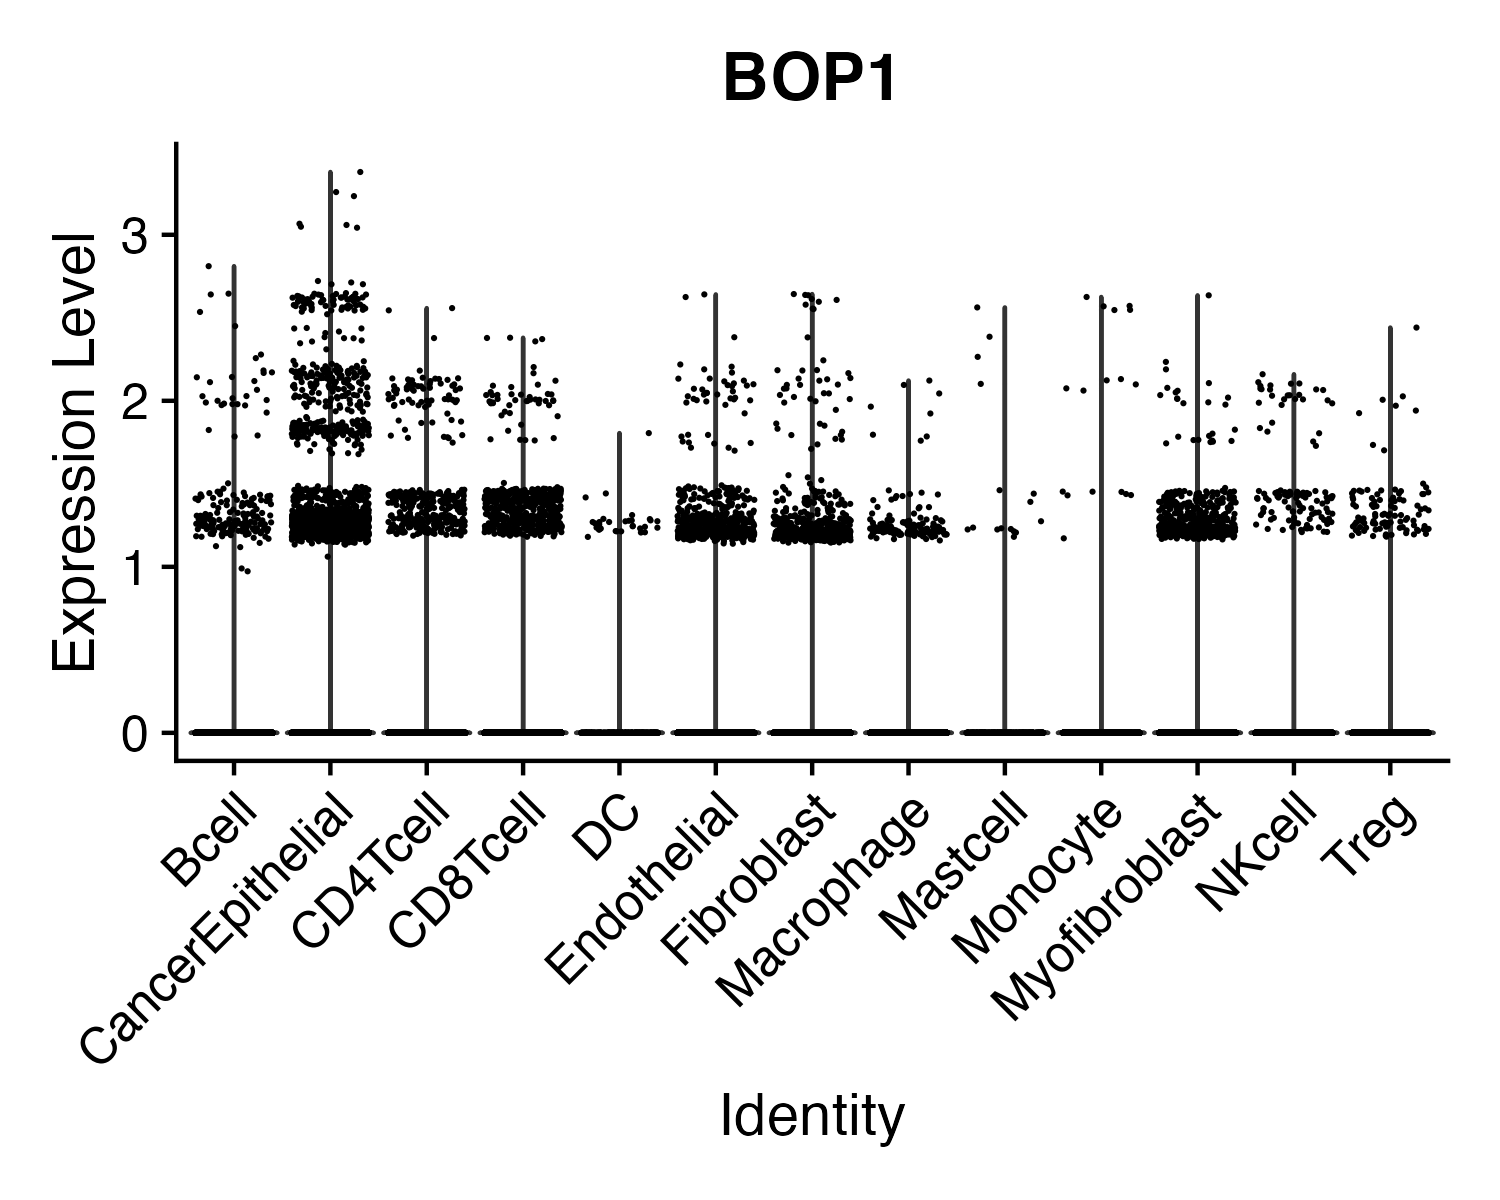 BOP1
Expression Level
3
2
1
0
Bcell
CancerEpithelial
CD4Tcell
CD8Tcell
DC
Endothelial
Fibroblast
Macrophage
Mastcell
Monocyte
Myofibroblast
NKcell
Treg
Identity